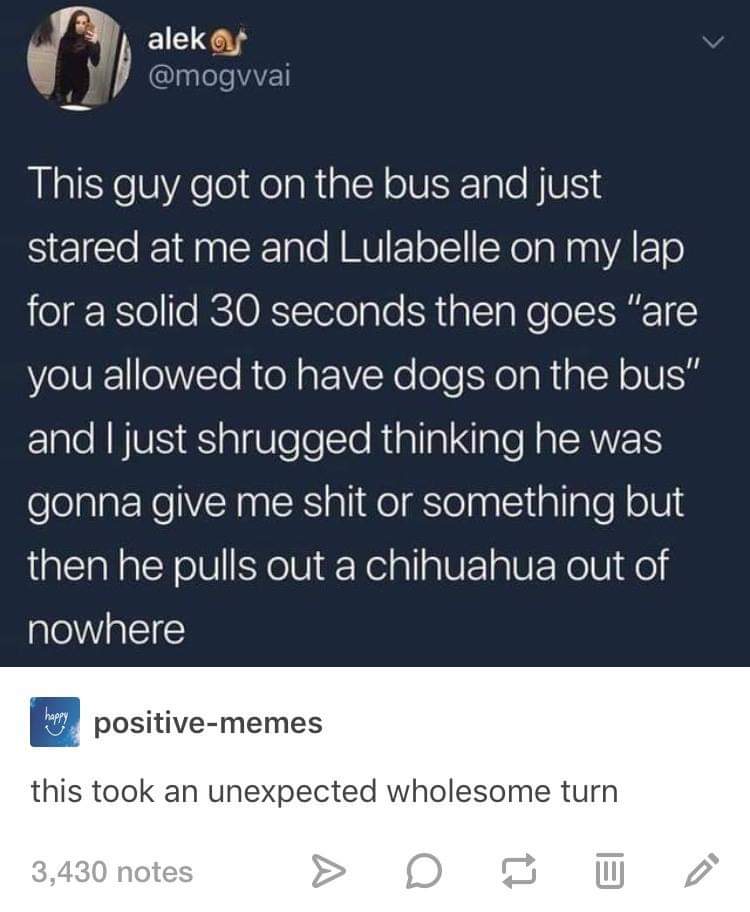 alek🐌
@mogvvai
This guy got on the bus and just
stared at me and Lulabelle on my lap
for a solid 30 seconds then goes "are
you allowed to have dogs on the bus"
and I just shrugged thinking he was
gonna give me shit or something but
then he pulls out a chihuahua out of
nowhere
happy
positive-memes
this took an unexpected wholesome turn
3,430 notes